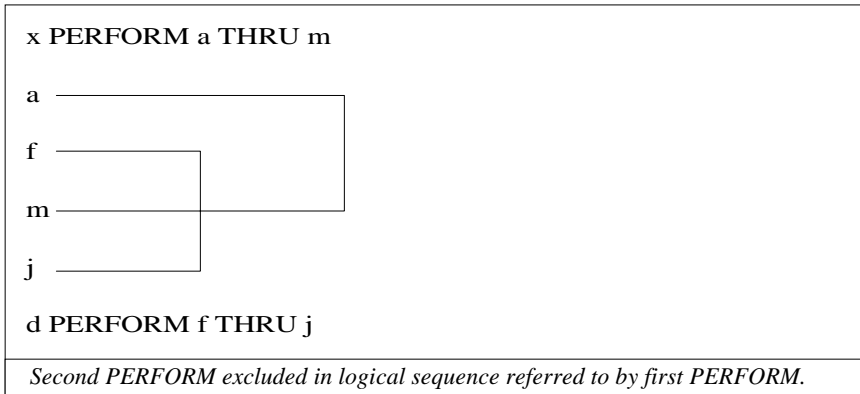 x PERFORM a THRU m
a
f
m
j
d PERFORM f THRU j
Second PERFORM excluded in logical sequence referred to by first PERFORM.